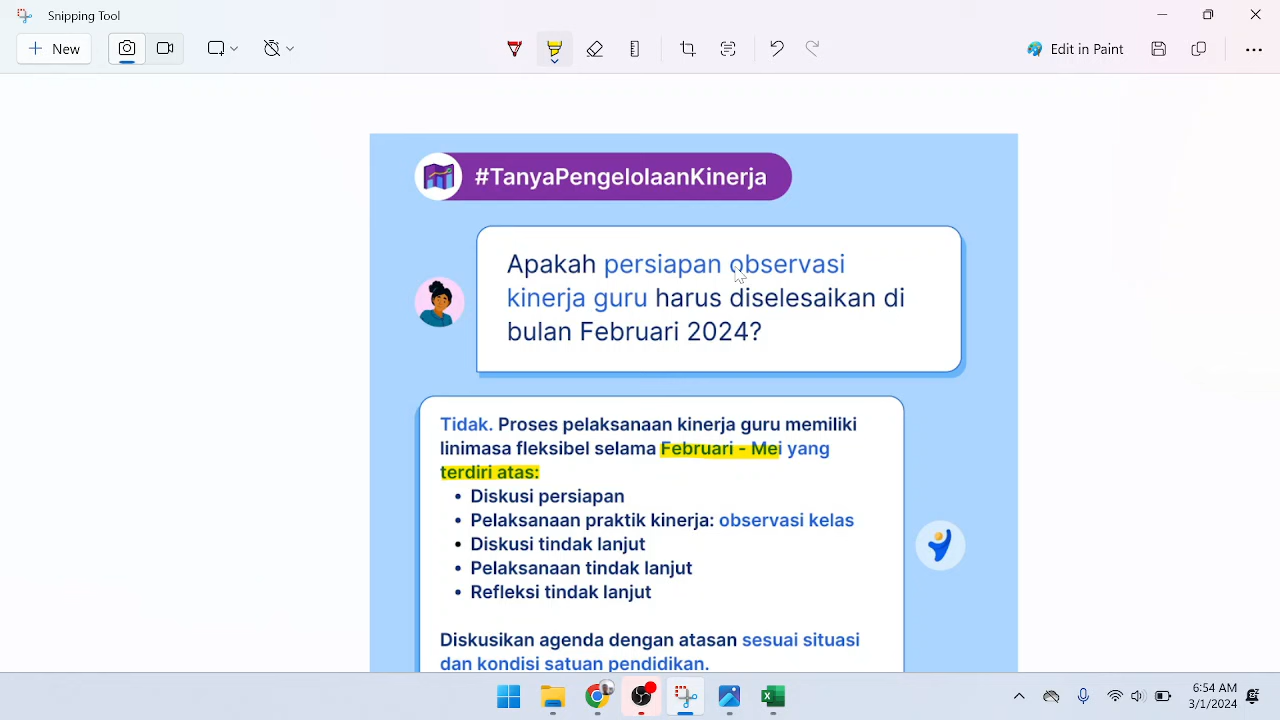 Snipping Tool
New
Edit in Paint
#TanyaPengelolaanKinerja
Apakah persiapan observasi
kinerja guru harus diselesaikan di
bulan Februari 2024?
Tidak. Proses pelaksanaan kinerja guru memiliki
linimasa fleksibel selama Februari - Mei yang
terdiri atas:
• Diskusi persiapan
• Pelaksanaan praktik kinerja: observasi kelas
• Diskusi tindak lanjut
• Pelaksanaan tindak lanjut
• Refleksi tindak lanjut
Diskusikan agenda dengan atasan sesuai situasi
dan kondisi satuan pendidikan.
6:54 AM
3/1/2024